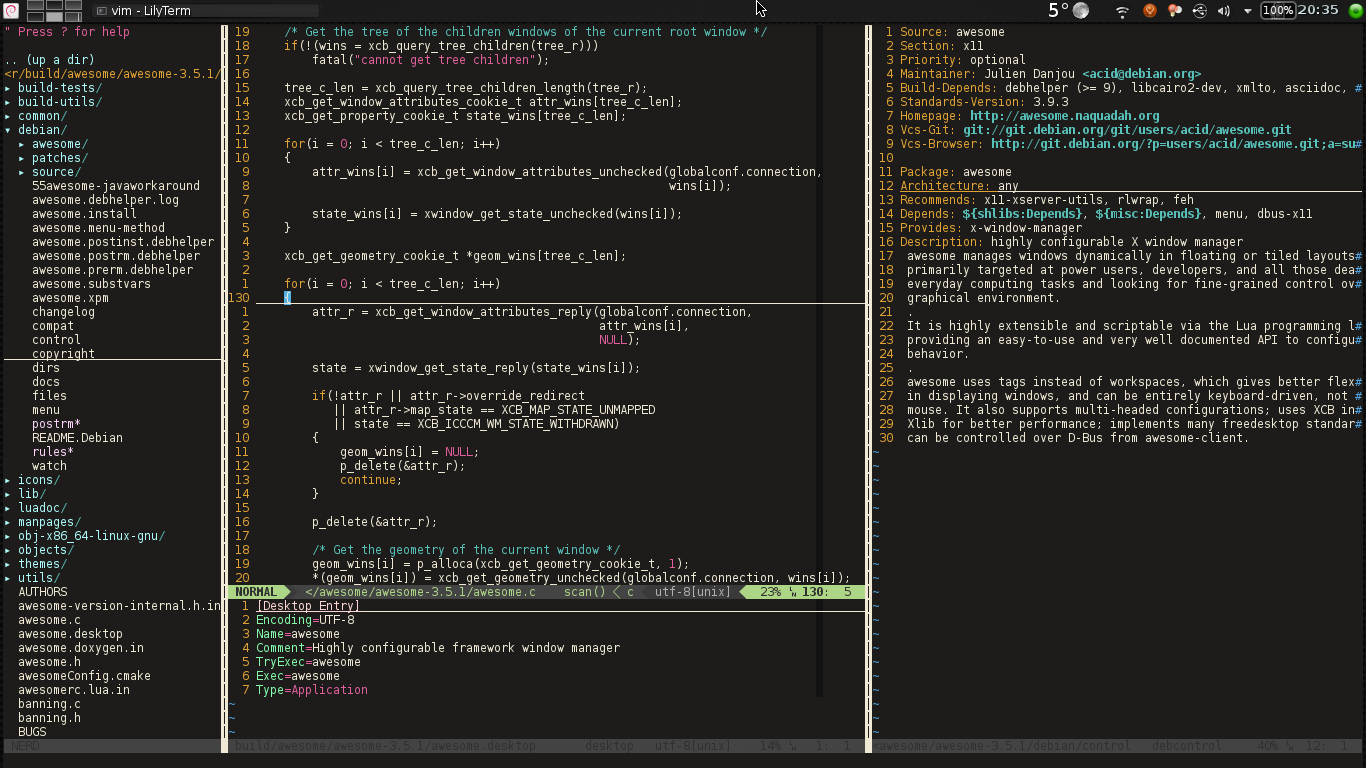 vim - LilyTerm
5°
100%
20:35
" Press ? for help
.. (up a dir)
<r/build/awesome/awesome-3.5.1/
▸ build-tests/
▸ build-utils/
▸ common/
▾ debian/
▸ awesome/
▸ patches/
▸ source/
55awesome-javaworkaround
awesome.debhelper.log
awesome.install
awesome.menu-method
awesome.postinst.debhelper
awesome.postrm.debhelper
awesome.prerm.debhelper
awesome.substvars
awesome.xpm
changelog
compat
control
copyright
dirs
docs
files
menu
postrm*
README.Debian
rules*
watch
▸ icons/
▸ lib/
▸ luadoc/
▸ manpages/
▸ obj-x86_64-linux-gnu/
▸ objects/
▸ themes/
▸ utils/
AUTHORS
awesome-version-internal.h.in
awesome.c
awesome.desktop
awesome.doxygen.in
awesome.h
awesomeConfig.cmake
awesomerc.lua.in
banning.c
banning.h
BUGS
NERD
19     /* Get the tree of the children windows of the current root window */
18     if(!(wins = xcb_query_tree_children(tree_r)))
17         fatal("cannot get tree children");
16
15     tree_c_len = xcb_query_tree_children_length(tree_r);
14     xcb_get_window_attributes_cookie_t attr_wins[tree_c_len];
13     xcb_get_property_cookie_t state_wins[tree_c_len];
12
11     for(i = 0; i < tree_c_len; i++)
10     {
9         attr_wins[i] = xcb_get_window_attributes_unchecked(globalconf.connection,
8                                                            wins[i]);
7
6         state_wins[i] = xwindow_get_state_unchecked(wins[i]);
5     }
4
3     xcb_get_geometry_cookie_t *geom_wins[tree_c_len];
2
1     for(i = 0; i < tree_c_len; i++)
130     {
1         attr_r = xcb_get_window_attributes_reply(globalconf.connection,
2                                                  attr_wins[i],
3                                                  NULL);
4
5         state = xwindow_get_state_reply(state_wins[i]);
6
7         if(!attr_r || attr_r->override_redirect
8            || attr_r->map_state == XCB_MAP_STATE_UNMAPPED
9            || state == XCB_ICCCM_WM_STATE_WITHDRAWN)
10         {
11             geom_wins[i] = NULL;
12             p_delete(&attr_r);
13             continue;
14         }
15
16         p_delete(&attr_r);
17
18         /* Get the geometry of the current window */
19         geom_wins[i] = p_alloca(xcb_get_geometry_cookie_t, 1);
20         *(geom_wins[i]) = xcb_get_geometry_unchecked(globalconf.connection, wins[i]);
NORMAL </awesome/awesome-3.5.1/awesome.c scan() < c utf-8[unix] 23% 130: 5
1 [Desktop Entry]
2 Encoding=UTF-8
3 Name=awesome
4 Comment=Highly configurable framework window manager
5 TryExec=awesome
6 Exec=awesome
7 Type=Application
~
~
~
build/awesome/awesome-3.5.1/awesome.desktop desktop utf-8[unix] 14% 1: 1
1 Source: awesome
2 Section: x11
3 Priority: optional
4 Maintainer: Julien Danjou <acid@debian.org>
5 Build-Depends: debhelper (>= 9), libcairo2-dev, xmlto, asciidoc, #
6 Standards-Version: 3.9.3
7 Homepage: http://awesome.naquadah.org
8 Vcs-Git: git://git.debian.org/git/users/acid/awesome.git
9 Vcs-Browser: http://git.debian.org/?p=users/acid/awesome.git;a=su#
10
11 Package: awesome
12 Architecture: any
13 Recommends: x11-xserver-utils, rlwrap, feh
14 Depends: ${shlibs:Depends}, ${misc:Depends}, menu, dbus-x11
15 Provides: x-window-manager
16 Description: highly configurable X window manager
17  awesome manages windows dynamically in floating or tiled layouts#
18  primarily targeted at power users, developers, and all those dea#
19  everyday computing tasks and looking for fine-grained control ov#
20  graphical environment.
21  .
22  It is highly extensible and scriptable via the Lua programming l#
23  providing an easy-to-use and very well documented API to configu#
24  behavior.
25  .
26  awesome uses tags instead of workspaces, which gives better flex#
27  in displaying windows, and can be entirely keyboard-driven, not #
28  mouse. It also supports multi-headed configurations; uses XCB in#
29  Xlib for better performance; implements many freedesktop standar#
30  can be controlled over D-Bus from awesome-client.
<awesome/awesome-3.5.1/debian/control debcontrol 40% 12: 1